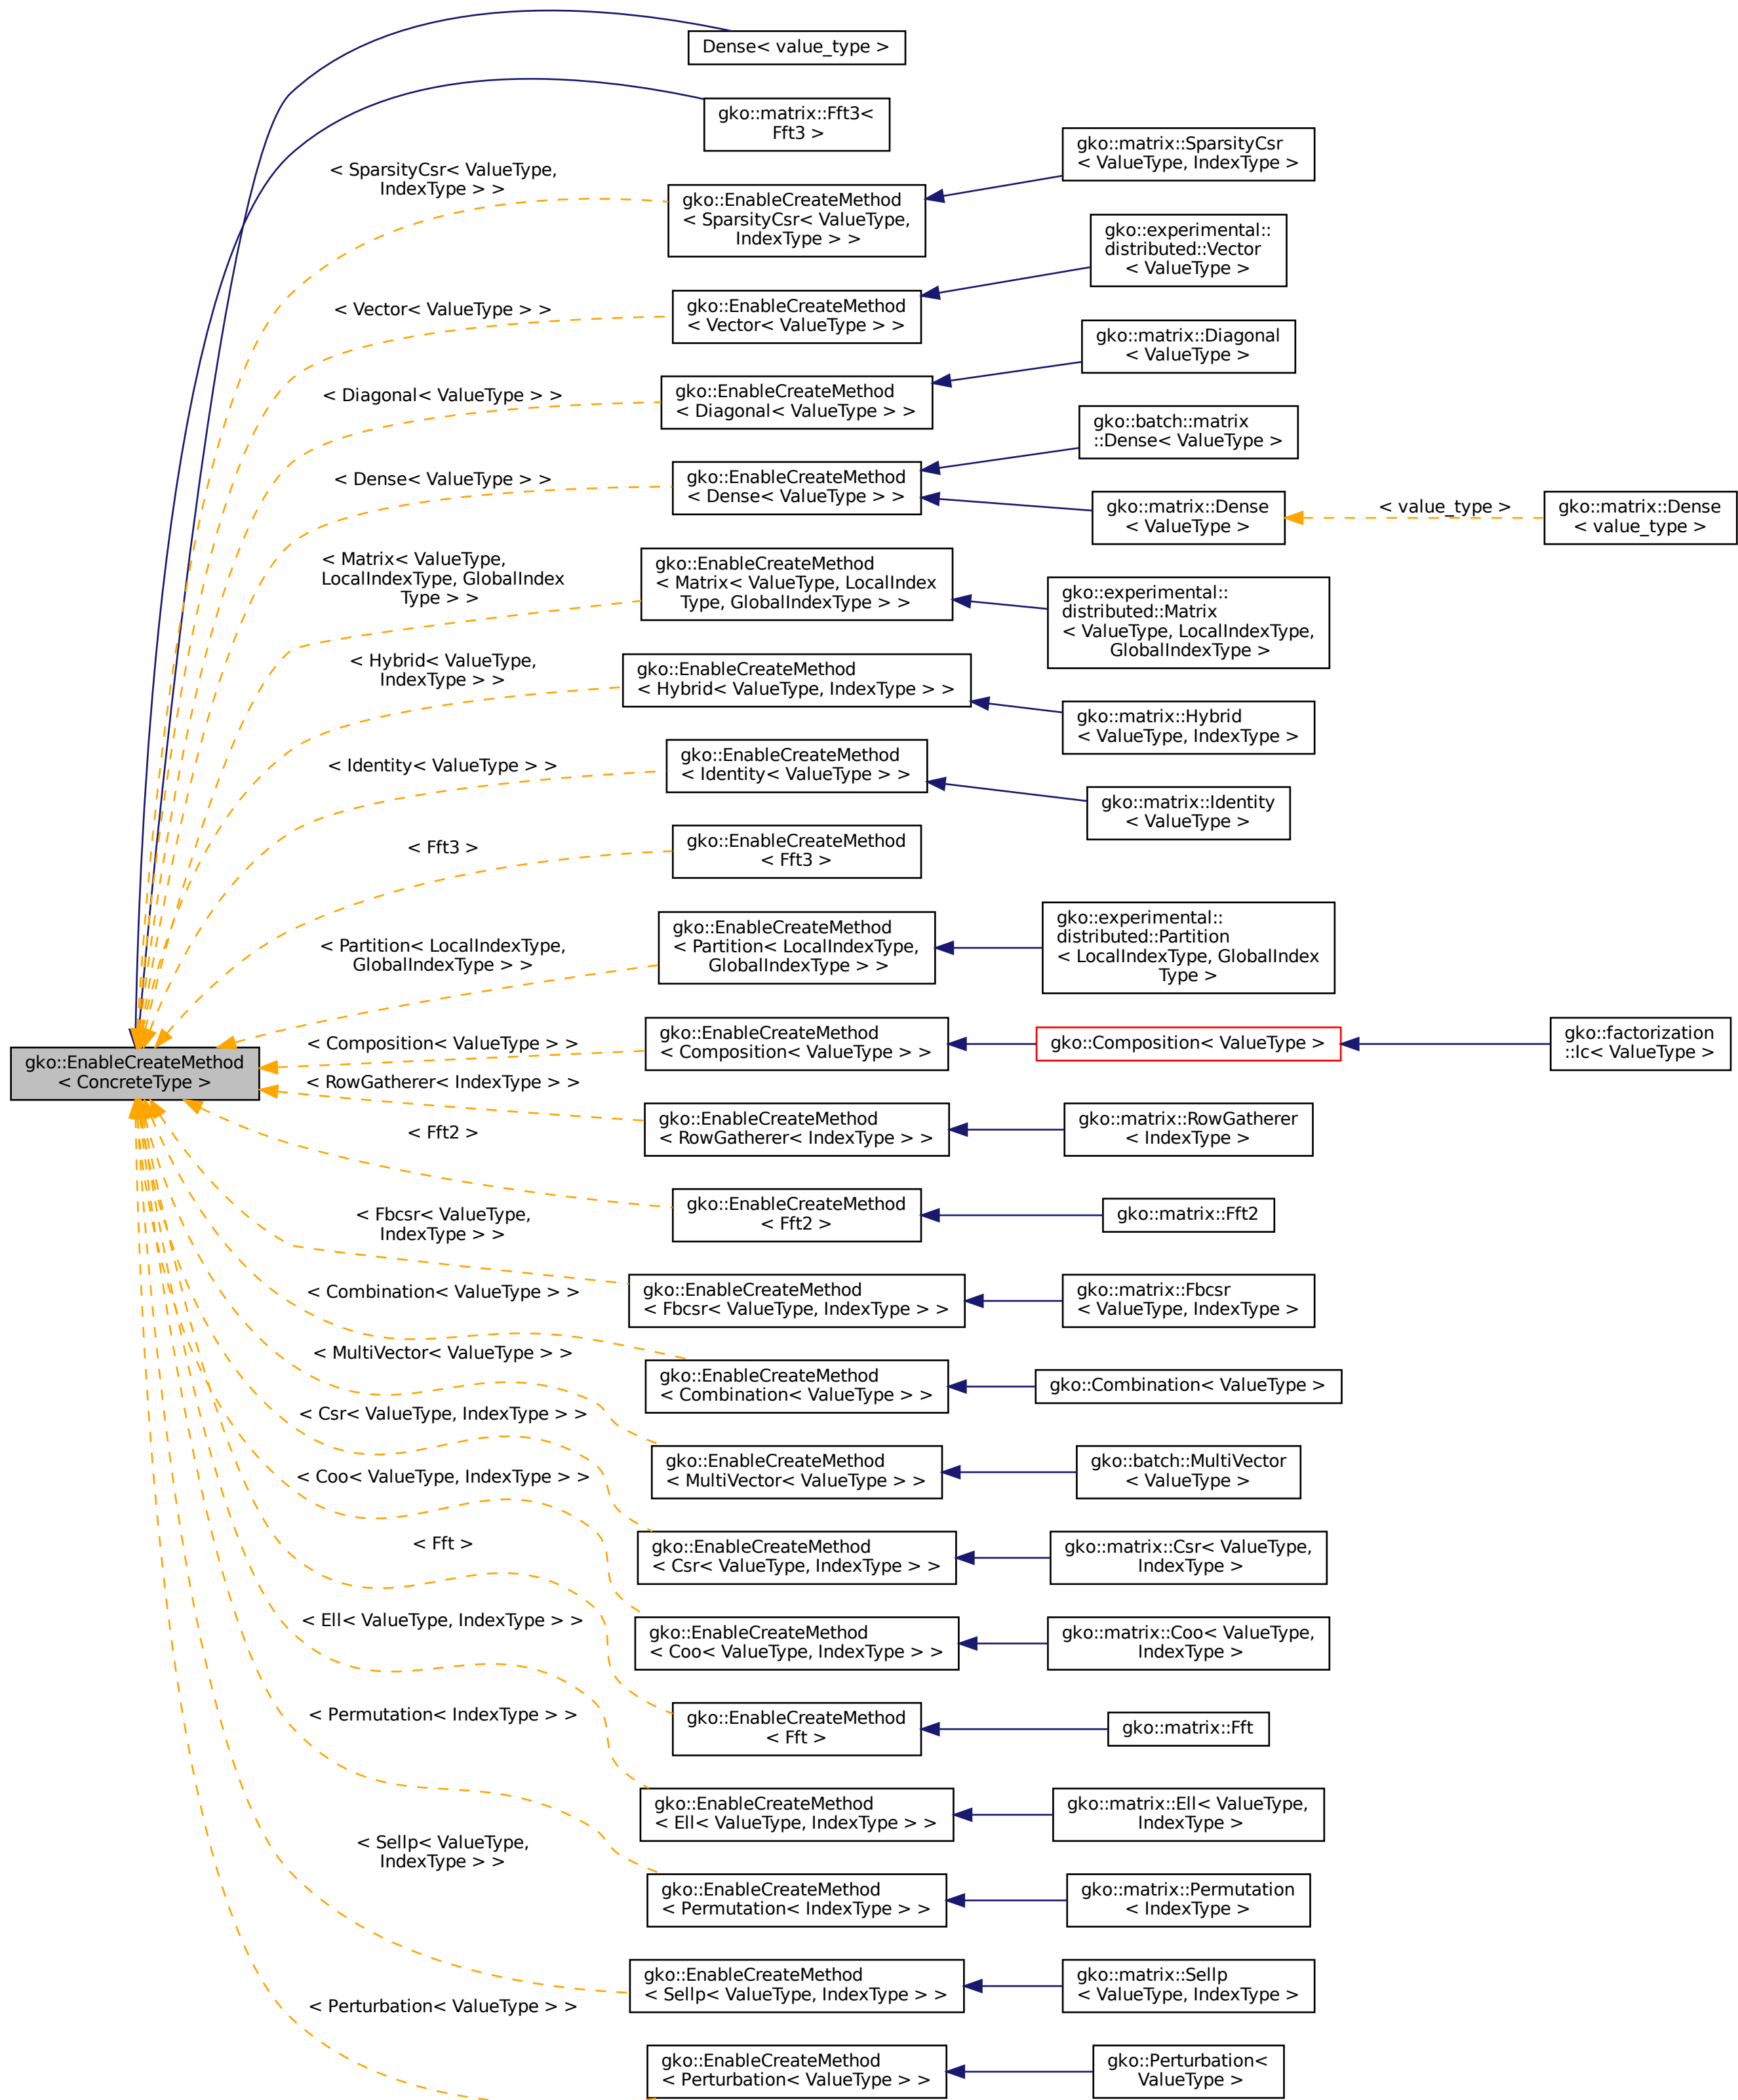 Dense< value_type >
gko::matrix::Fft3<
Fft3 >
< SparsityCsr< ValueType,
IndexType > >
gko::EnableCreateMethod
< SparsityCsr< ValueType,
IndexType > >
gko::matrix::SparsityCsr
< ValueType, IndexType >
< Vector< ValueType > >
gko::EnableCreateMethod
< Vector< ValueType > >
gko::experimental::
distributed::Vector
< ValueType >
< Diagonal< ValueType > >
gko::EnableCreateMethod
< Diagonal< ValueType > >
gko::matrix::Diagonal
< ValueType >
< Dense< ValueType > >
gko::EnableCreateMethod
< Dense< ValueType > >
gko::batch::matrix
::Dense< ValueType >
gko::matrix::Dense
< ValueType >
< value_type >
gko::matrix::Dense
< value_type >
< Matrix< ValueType,
LocalIndexType, GlobalIndex
Type > >
gko::EnableCreateMethod
< Matrix< ValueType, LocalIndex
Type, GlobalIndexType > >
gko::experimental::
distributed::Matrix
< ValueType, LocalIndexType,
GlobalIndexType >
< Hybrid< ValueType,
IndexType > >
gko::EnableCreateMethod
< Hybrid< ValueType, IndexType > >
gko::matrix::Hybrid
< ValueType, IndexType >
< Identity< ValueType > >
gko::EnableCreateMethod
< Identity< ValueType > >
gko::matrix::Identity
< ValueType >
< Fft3 >
gko::EnableCreateMethod
< Fft3 >
< Partition< LocalIndexType,
GlobalIndexType > >
gko::EnableCreateMethod
< Partition< LocalIndexType,
GlobalIndexType > >
gko::experimental::
distributed::Partition
< LocalIndexType, GlobalIndex
Type >
gko::EnableCreateMethod
< ConcreteType >
< Composition< ValueType > >
gko::EnableCreateMethod
< Composition< ValueType > >
gko::Composition< ValueType >
gko::factorization
::Ic< ValueType >
< RowGatherer< IndexType > >
gko::EnableCreateMethod
< RowGatherer< IndexType > >
gko::matrix::RowGatherer
< IndexType >
< Fft2 >
gko::EnableCreateMethod
< Fft2 >
gko::matrix::Fft2
< Fbcsr< ValueType,
IndexType > >
gko::EnableCreateMethod
< Fbcsr< ValueType, IndexType > >
gko::matrix::Fbcsr
< ValueType, IndexType >
< Combination< ValueType > >
gko::EnableCreateMethod
< Combination< ValueType > >
gko::Combination< ValueType >
< MultiVector< ValueType > >
gko::EnableCreateMethod
< MultiVector< ValueType > >
gko::batch::MultiVector
< ValueType >
< Csr< ValueType, IndexType > >
gko::EnableCreateMethod
< Csr< ValueType, IndexType > >
gko::matrix::Csr< ValueType,
IndexType >
< Coo< ValueType, IndexType > >
gko::EnableCreateMethod
< Coo< ValueType, IndexType > >
gko::matrix::Coo< ValueType,
IndexType >
< Fft >
gko::EnableCreateMethod
< Fft >
gko::matrix::Fft
< Ell< ValueType, IndexType > >
gko::EnableCreateMethod
< Ell< ValueType, IndexType > >
gko::matrix::Ell< ValueType,
IndexType >
< Permutation< IndexType > >
gko::EnableCreateMethod
< Permutation< IndexType > >
gko::matrix::Permutation
< IndexType >
< Sellp< ValueType,
IndexType > >
gko::EnableCreateMethod
< Sellp< ValueType, IndexType > >
gko::matrix::Sellp
< ValueType, IndexType >
< Perturbation< ValueType > >
gko::EnableCreateMethod
< Perturbation< ValueType > >
gko::Perturbation<
ValueType >